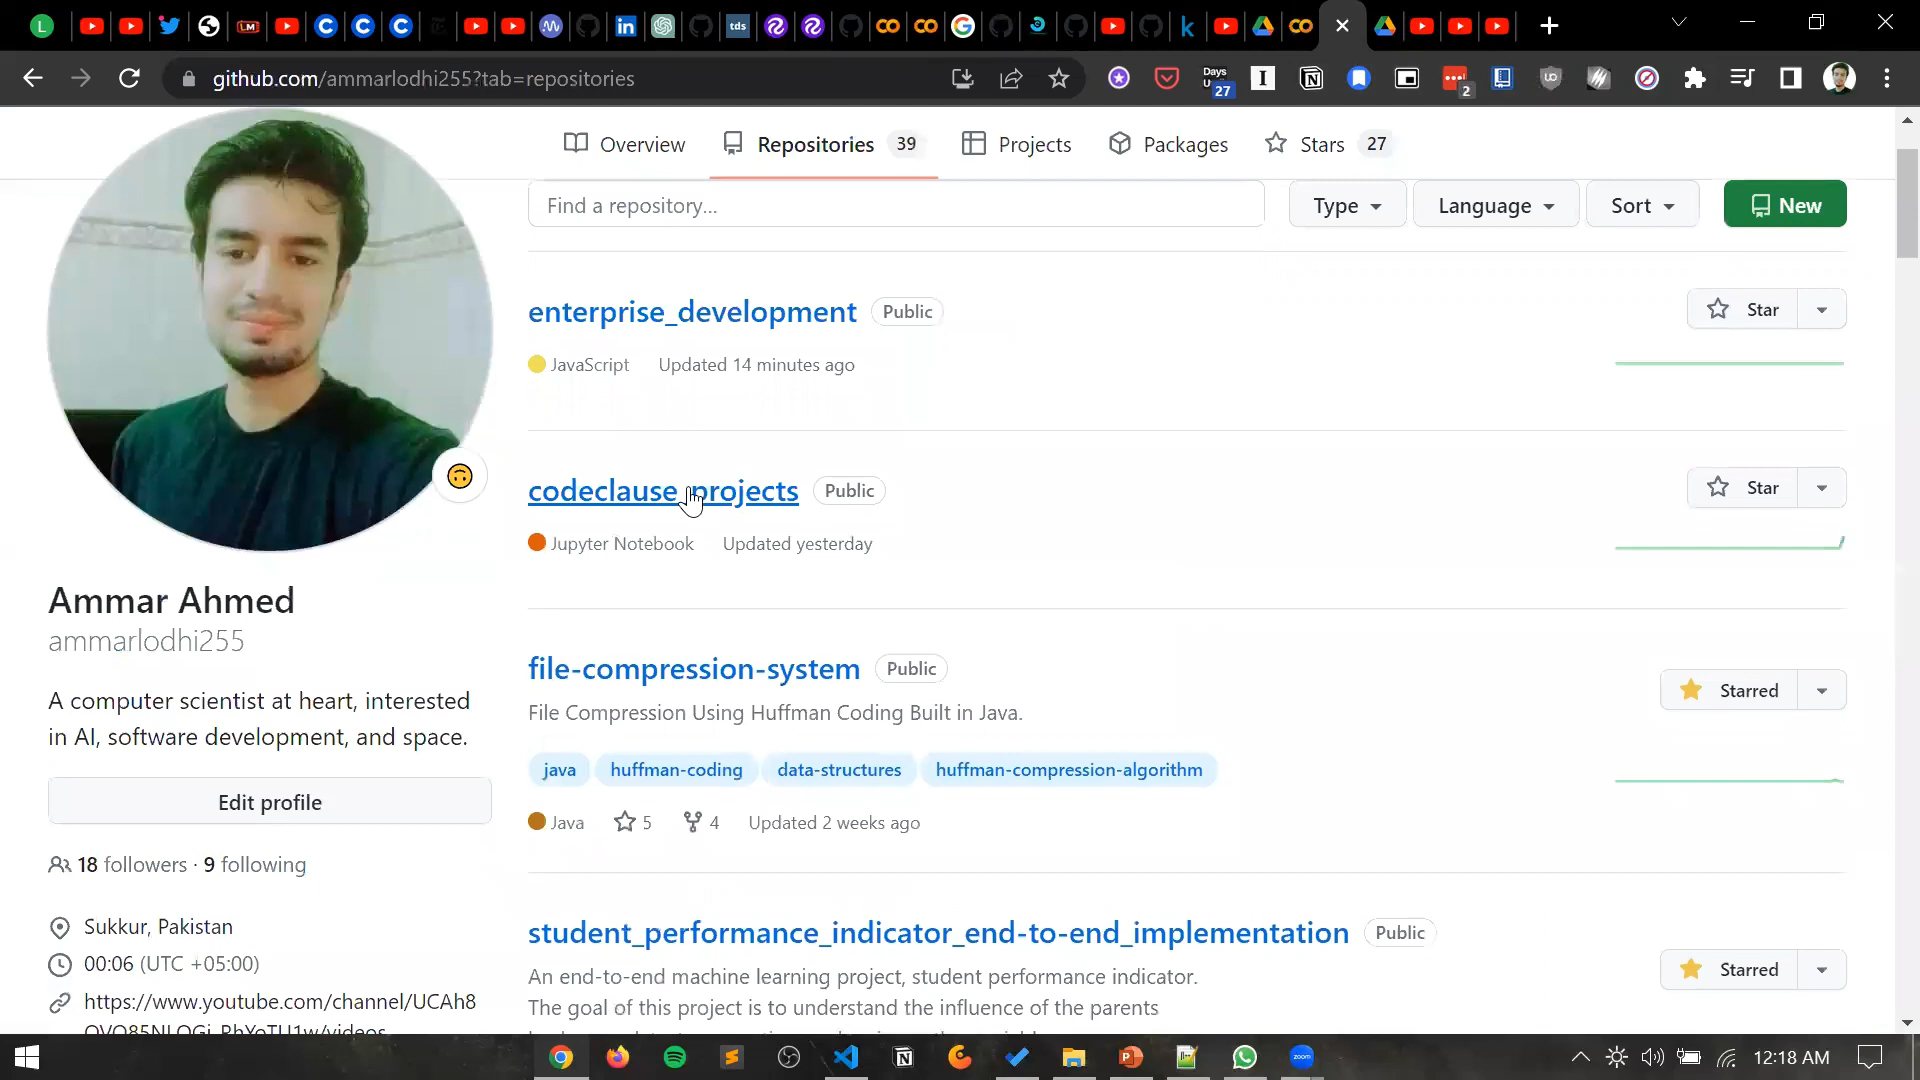 github.com/ammarlodhi255?tab=repositories
Days
27
2
Overview
Repositories 39
Projects
Packages
Stars 27
Find a repository...
Type
Language
Sort
New
enterprise_development Public
Star
JavaScript Updated 14 minutes ago
codeclause_projects Public
Star
Jupyter Notebook Updated yesterday
file-compression-system Public
Starred
File Compression Using Huffman Coding Built in Java.
java huffman-coding data-structures huffman-compression-algorithm
Java 5 4 Updated 2 weeks ago
student_performance_indicator_end-to-end_implementation Public
Starred
An end-to-end machine learning project, student performance indicator.
The goal of this project is to understand the influence of the parents
Ammar Ahmed
ammarlodhi255
A computer scientist at heart, interested
in AI, software development, and space.
Edit profile
18 followers · 9 following
Sukkur, Pakistan
00:06 (UTC +05:00)
https://www.youtube.com/channel/UCAh8
12:18 AM